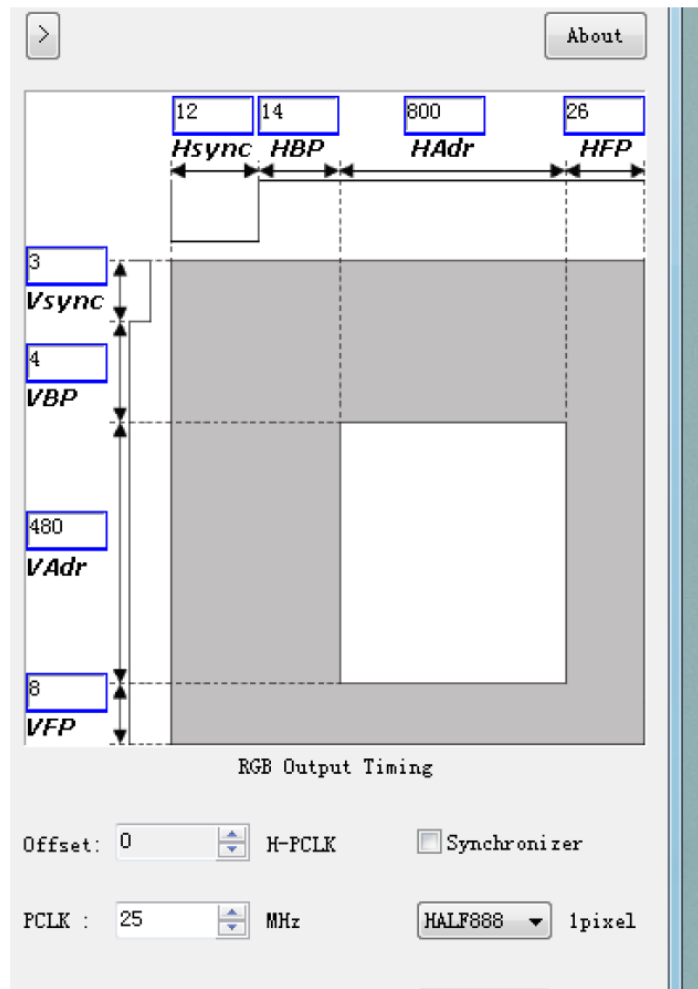 > About
12 14 800 26
Hsync HBP HAdr HFP
3
Vsync
4
VBP
480
VAdr
8
VFP
RGB Output Timing
Offset: 0 H-PCLK Synchronizer
PCLK : 25 MHz HALF888 1pixel